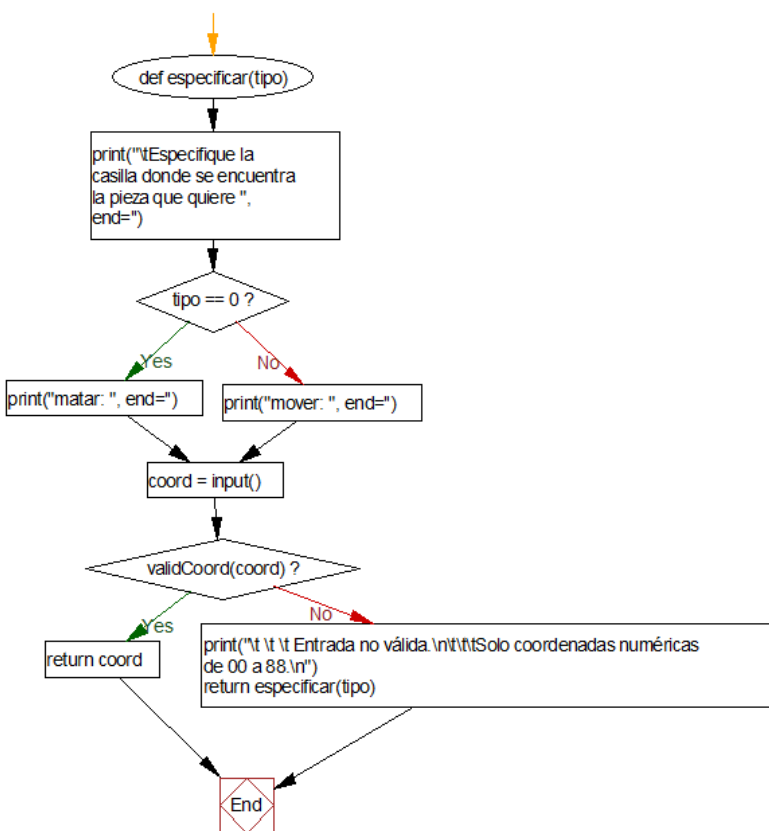 def especificar(tipo)
print("\tEspecifique la
casilla donde se encuentra
la pieza que quiere ",
end='')
tipo == 0 ?
Yes
No
print("matar: ", end='')
print("mover: ", end='')
coord = input()
validCoord(coord) ?
Yes
No
return coord
print("\t \t \t Entrada no válida.\n\t\t\tSolo coordenadas numéricas
de 00 a 88.\n")
return especificar(tipo)
End